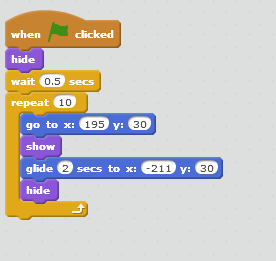 when clicked
hide
wait 0.5 secs
repeat 10
go to x: 195 y: 30
show
glide 2 secs to x: -211 y: 30
hide